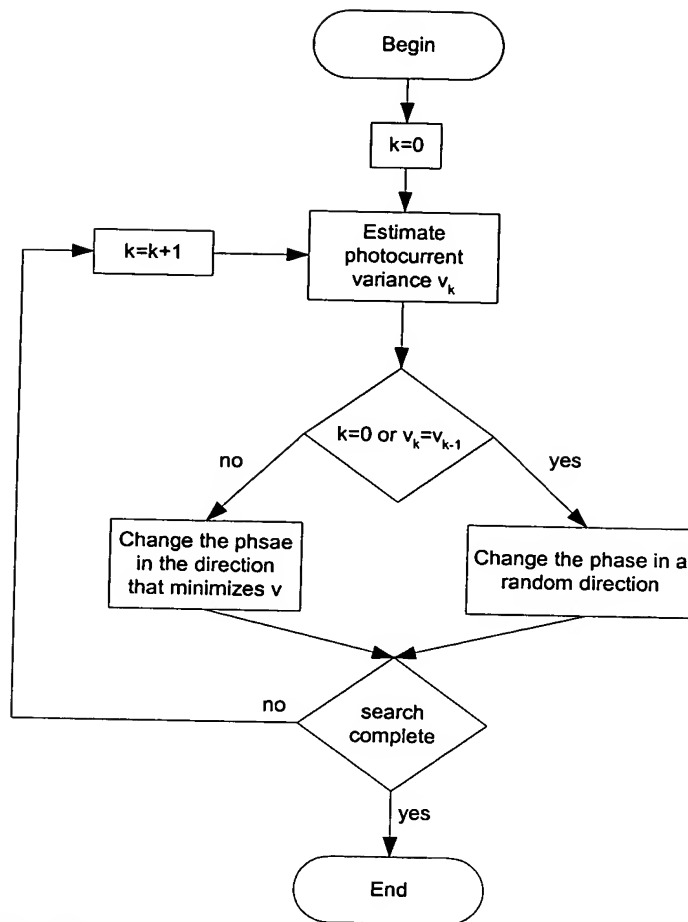 Begin
k=0
k=k+1
Estimate
photocurrent
variance v_k
k=0 or v_k=v_{k-1}
no
yes
Change the phsae
in the direction
that minimizes v
Change the phase in a
random direction
no
search
complete
yes
End